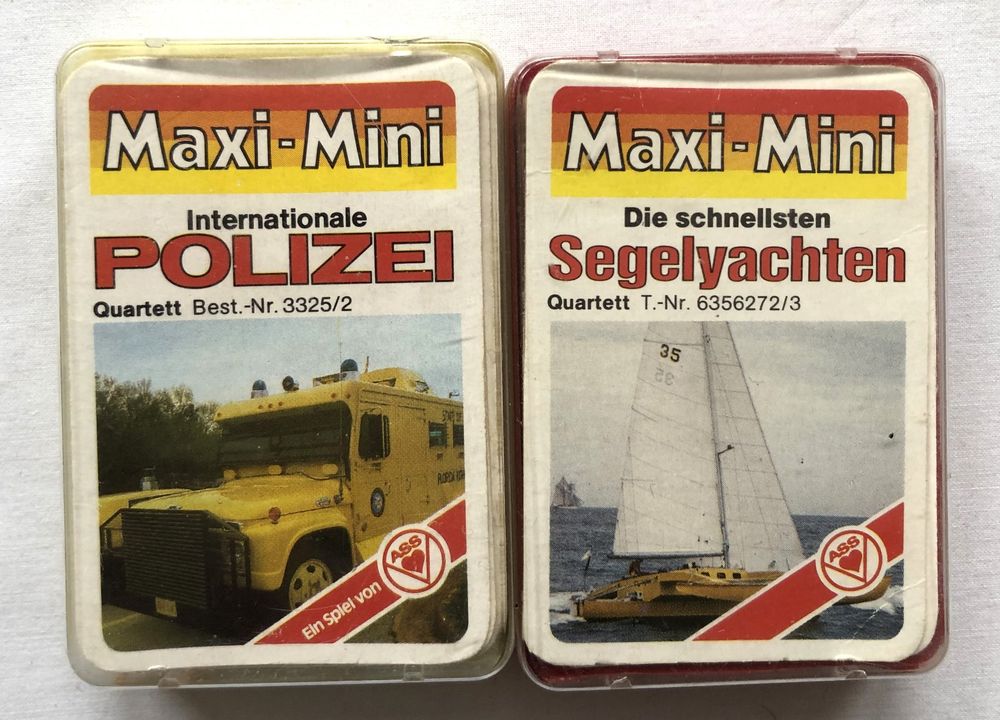 Maxi-Mini
Internationale
POLIZEI
Quartett Best.-Nr. 3325/2
Ein Spiel von
ASS
Maxi-Mini
Die schnellsten
Segelyachten
Quartett T.-Nr. 6356272/3
35
35
ASS